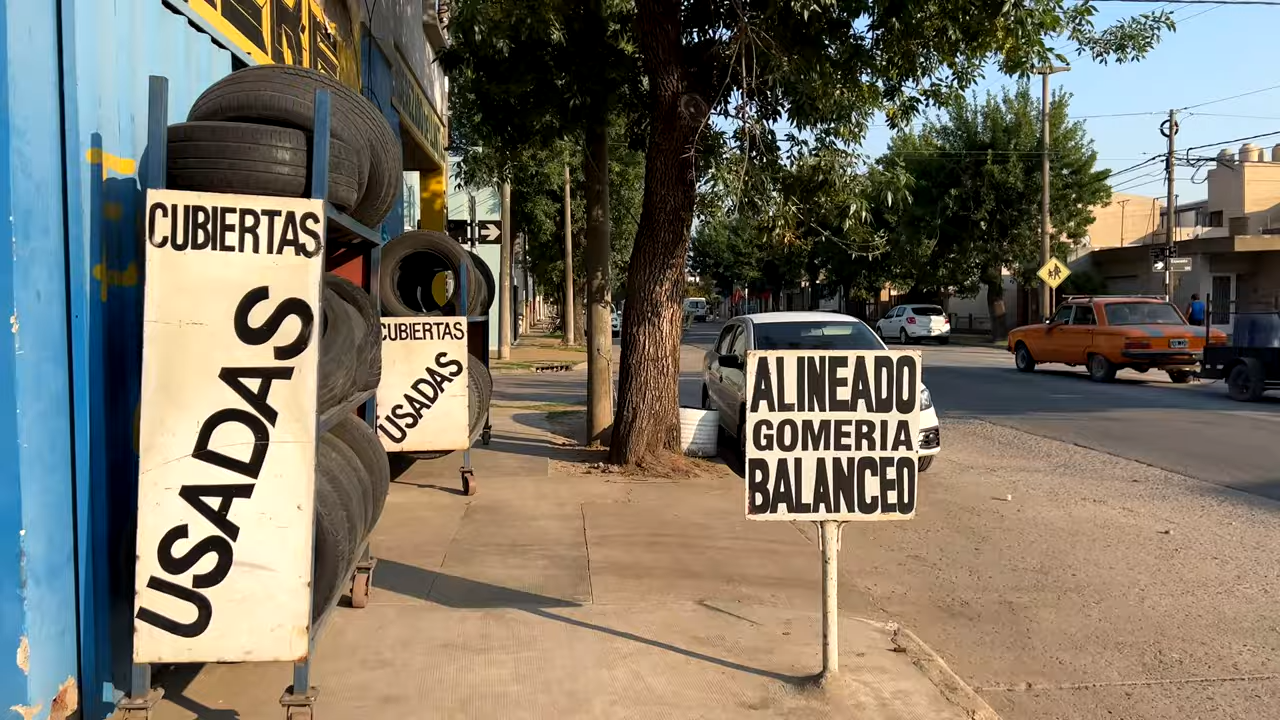 CUBIERTAS
USADAS
CUBIERTAS
USADAS
ALINEADO
GOMERIA
BALANCEO